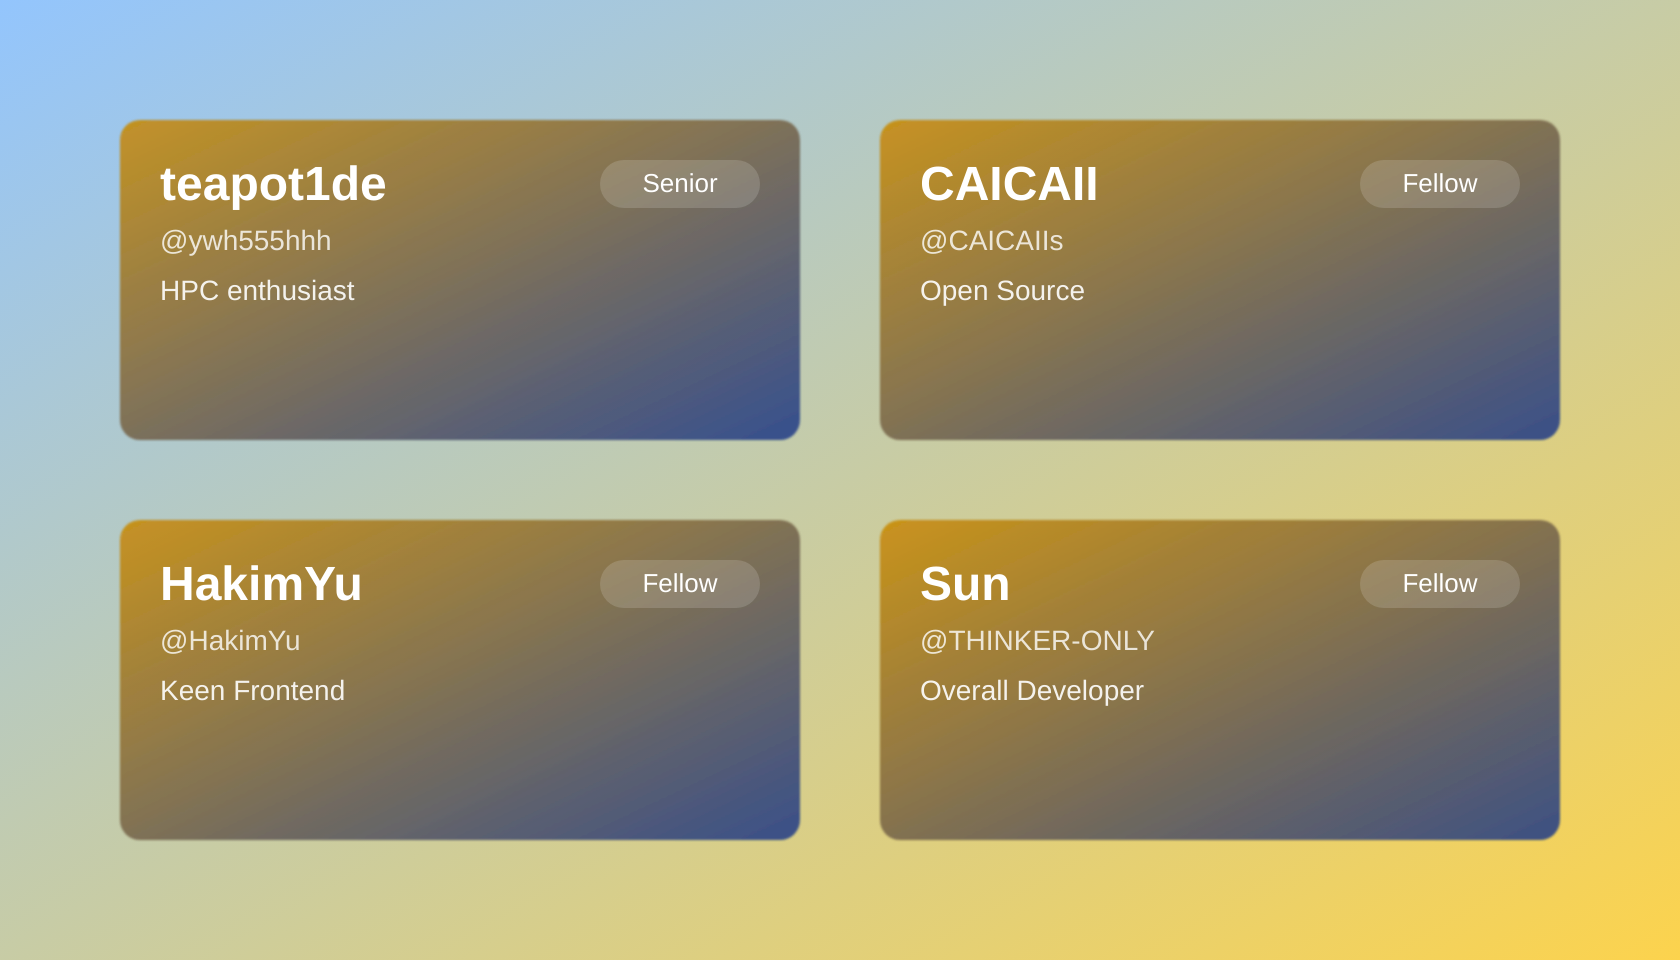 teapot1de
Senior
@ywh555hhh
HPC enthusiast
CAICAII
Fellow
@CAICAIIs
Open Source
HakimYu
Fellow
@HakimYu
Keen Frontend
Sun
Fellow
@THINKER-ONLY
Overall Developer